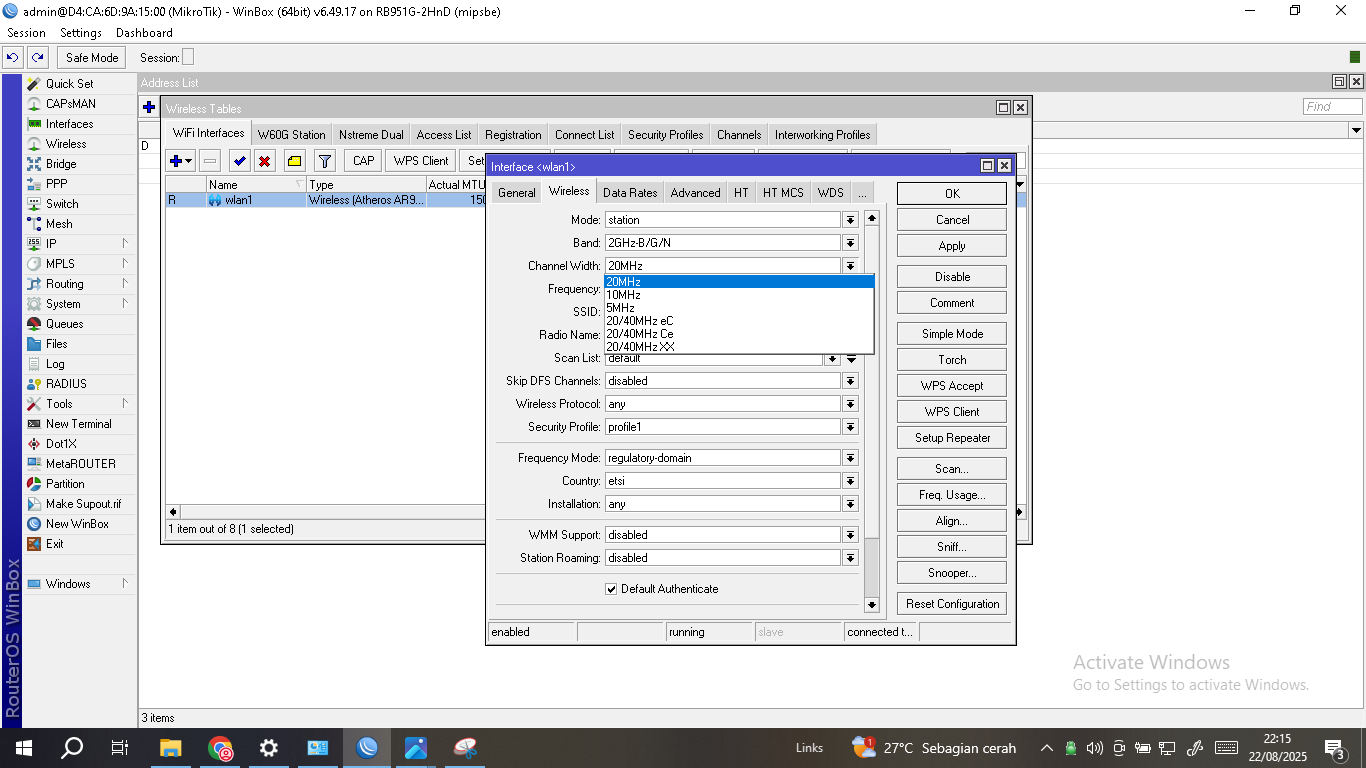 admin@D4:CA:6D:9A:15:00 (MikroTik) - WinBox (64bit) v6.49.17 on RB951G-2HnD (mipsbe)
Session Settings Dashboard
Safe Mode Session:
Quick Set
CAPsMAN
Interfaces
Wireless
Bridge
PPP
Switch
Mesh
IP
MPLS
Routing
System
Queues
Files
Log
RADIUS
Tools
New Terminal
Dot1X
MetaROUTER
Partition
Make Supout.rif
New WinBox
Exit
Windows
RouterOS WinBox
Address List
Find
D
Wireless Tables
WiFi Interfaces W60G Station Nstreme Dual Access List Registration Connect List Security Profiles Channels Interworking Profiles
CAP WPS Client
Name Type Actual MTU
R wlan1 Wireless (Atheros AR9...
1 item out of 8 (1 selected)
Interface <wlan1>
General Wireless Data Rates Advanced HT HT MCS WDS ...
Mode: station
Band: 2GHz-B/G/N
Channel Width: 20MHz
20MHz
10MHz
5MHz
20/40MHz eC
20/40MHz Ce
20/40MHz XX
Frequency:
SSID:
Radio Name:
Scan List: default
Skip DFS Channels: disabled
Wireless Protocol: any
Security Profile: profile1
Frequency Mode: regulatory-domain
Country: etsi
Installation: any
WMM Support: disabled
Station Roaming: disabled
Default Authenticate
OK
Cancel
Apply
Disable
Comment
Simple Mode
Torch
WPS Accept
WPS Client
Setup Repeater
Scan...
Freq. Usage...
Align...
Sniff...
Snooper...
Reset Configuration
enabled running slave connected t...
Activate Windows
Go to Settings to activate Windows.
3 items
Links 1 27°C Sebagian cerah 22:15
22/08/2025 3